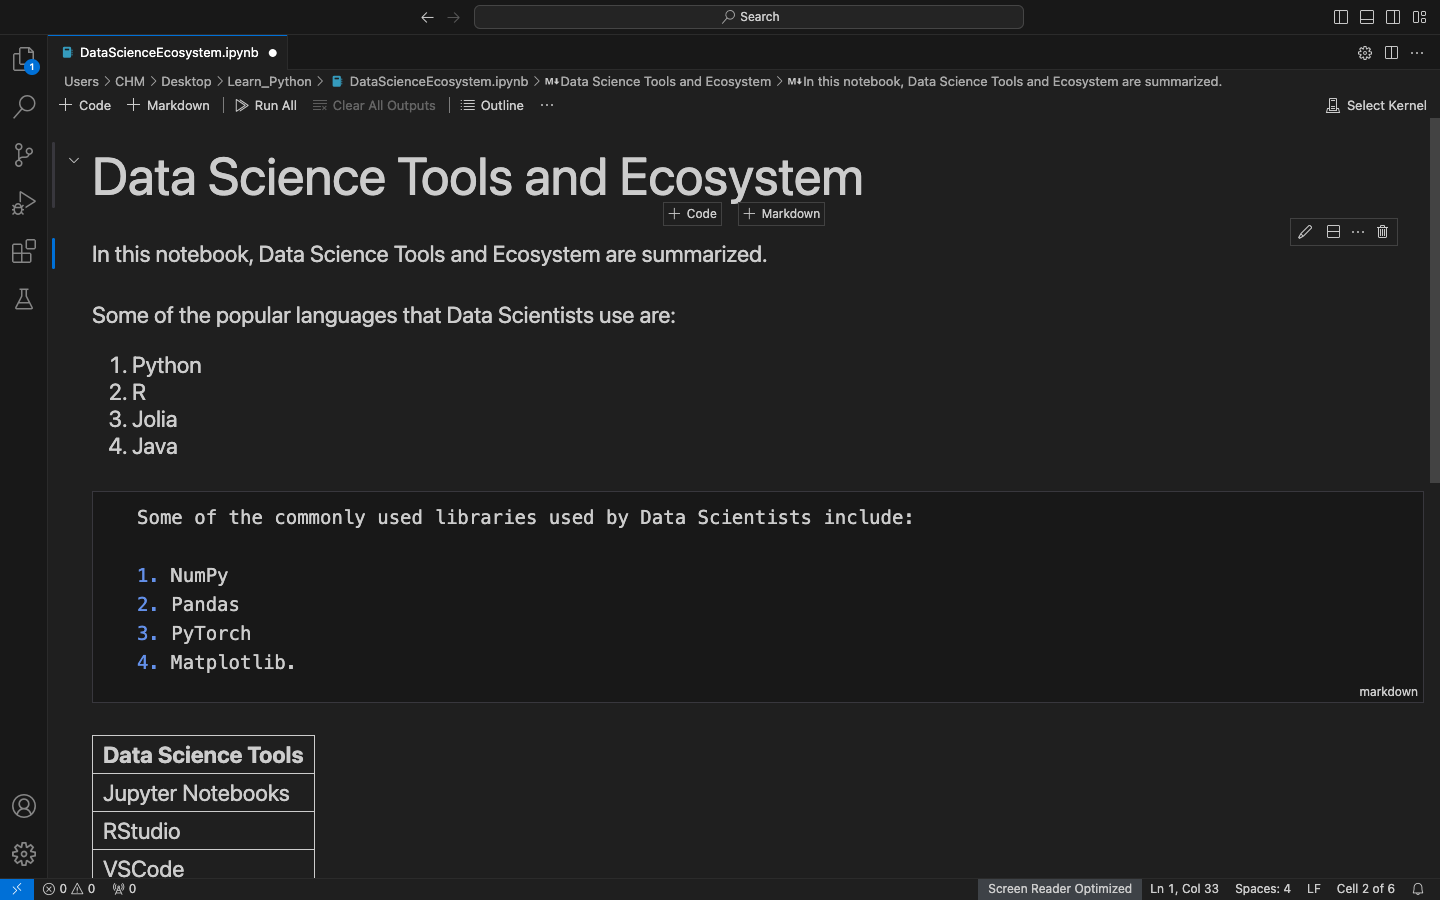 Search
DataScienceEcosystem.ipynb
1
Users > CHM > Desktop > Learn_Python > DataScienceEcosystem.ipynb > M↓Data Science Tools and Ecosystem > M↓In this notebook, Data Science Tools and Ecosystem are summarized.
+ Code + Markdown Run All Clear All Outputs Outline ... Select Kernel
Data Science Tools and Ecosystem
+ Code + Markdown
In this notebook, Data Science Tools and Ecosystem are summarized.
Some of the popular languages that Data Scientists use are:
1. Python
2. R
3. Jolia
4. Java
Some of the commonly used libraries used by Data Scientists include:
1. NumPy
2. Pandas
3. PyTorch
4. Matplotlib.
markdown
Data Science Tools
Jupyter Notebooks
RStudio
VSCode
0 0 0 Screen Reader Optimized Ln 1, Col 33 Spaces: 4 LF Cell 2 of 6